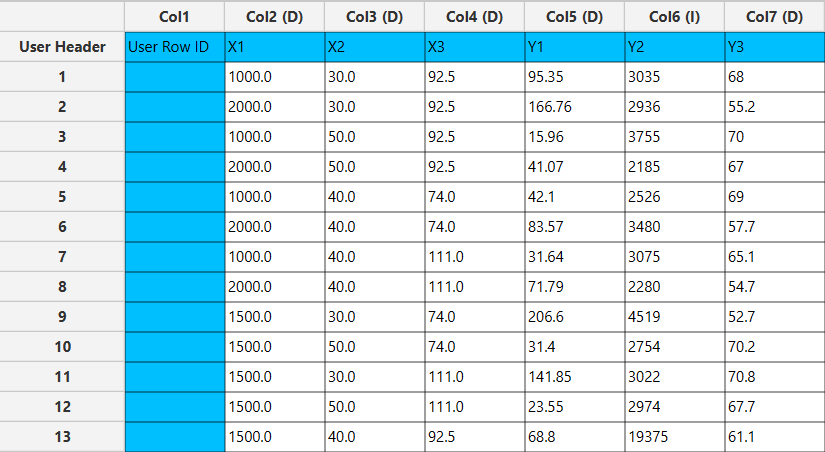 Col1 Col2 (D) Col3 (D) Col4 (D) Col5 (D) Col6 (I) Col7 (D)
User Header User Row ID X1 X2 X3 Y1 Y2 Y3
1 1000.0 30.0 92.5 95.35 3035 68
2 2000.0 30.0 92.5 166.76 2936 55.2
3 1000.0 50.0 92.5 15.96 3755 70
4 2000.0 50.0 92.5 41.07 2185 67
5 1000.0 40.0 74.0 42.1 2526 69
6 2000.0 40.0 74.0 83.57 3480 57.7
7 1000.0 40.0 111.0 31.64 3075 65.1
8 2000.0 40.0 111.0 71.79 2280 54.7
9 1500.0 30.0 74.0 206.6 4519 52.7
10 1500.0 50.0 74.0 31.4 2754 70.2
11 1500.0 30.0 111.0 141.85 3022 70.8
12 1500.0 50.0 111.0 23.55 2974 67.7
13 1500.0 40.0 92.5 68.8 19375 61.1